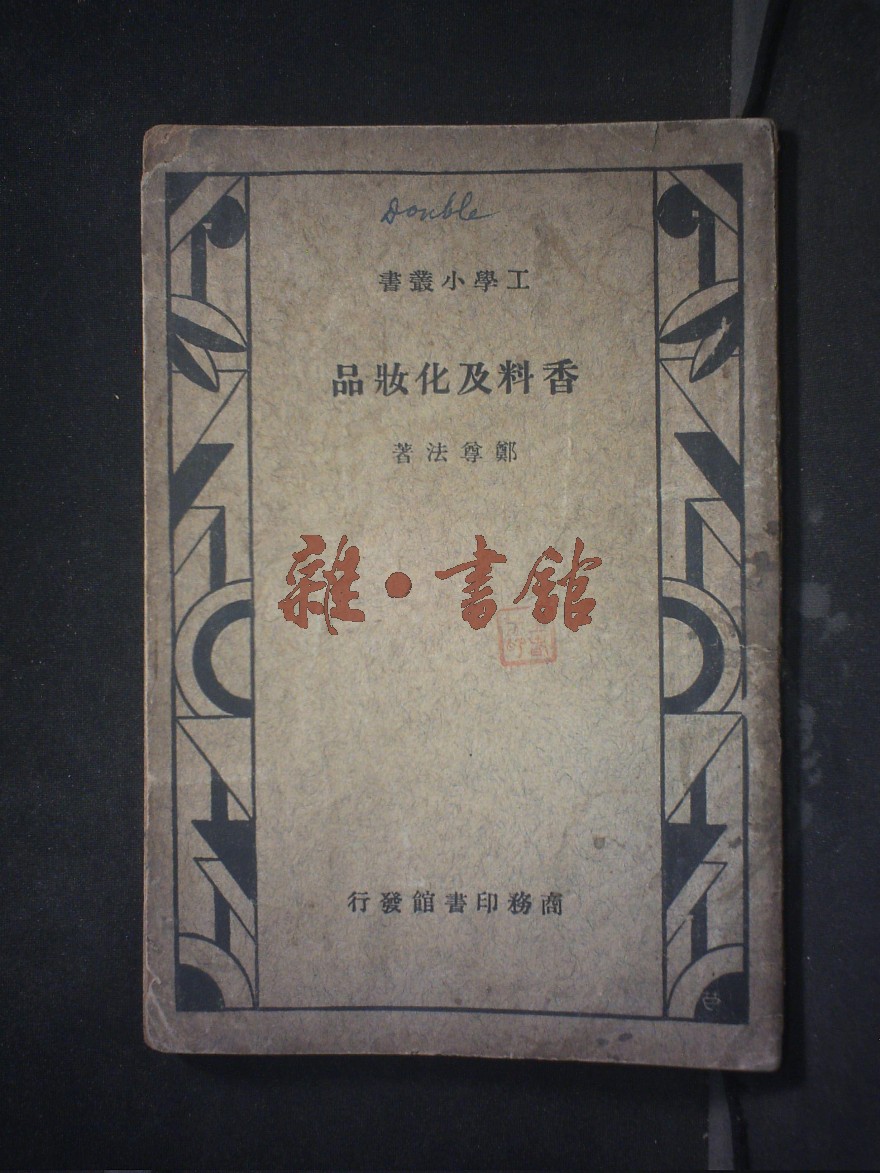 Double
工學小叢書
香料及化妝品
鄭尊法著
雜·書館
商務印書館發行